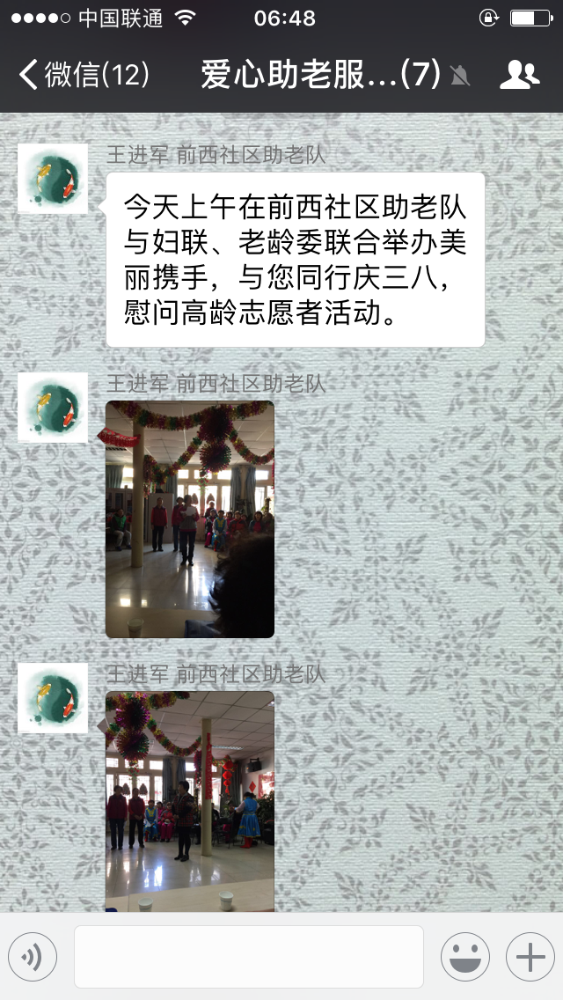 中国联通
06:48
微信(12)
爱心助老服...(7)
王进军 前西社区助老队
今天上午在前西社区助老队
与妇联、老龄委联合举办美
丽携手，与您同行庆三八，
慰问高龄志愿者活动。
王进军 前西社区助老队
王进军 前西社区助老队